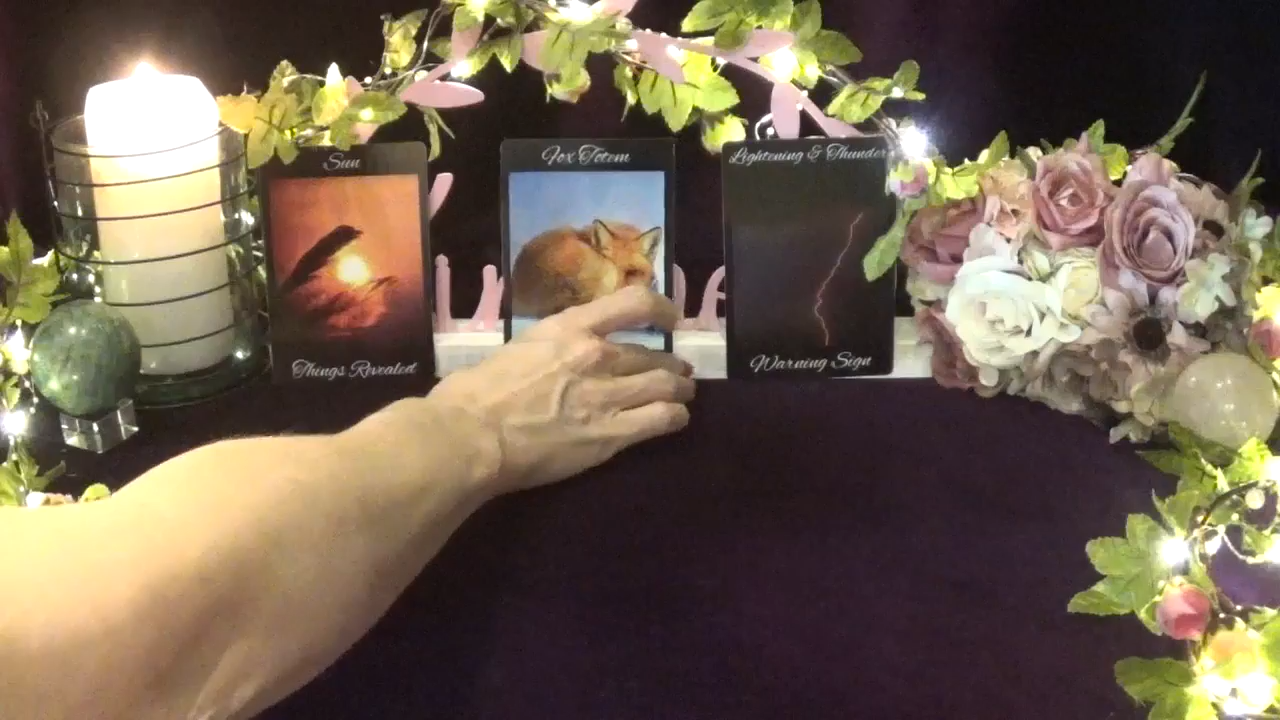 Sun
Things Revealed
Fox Totem
Lightening & Thunder
Warning Sign